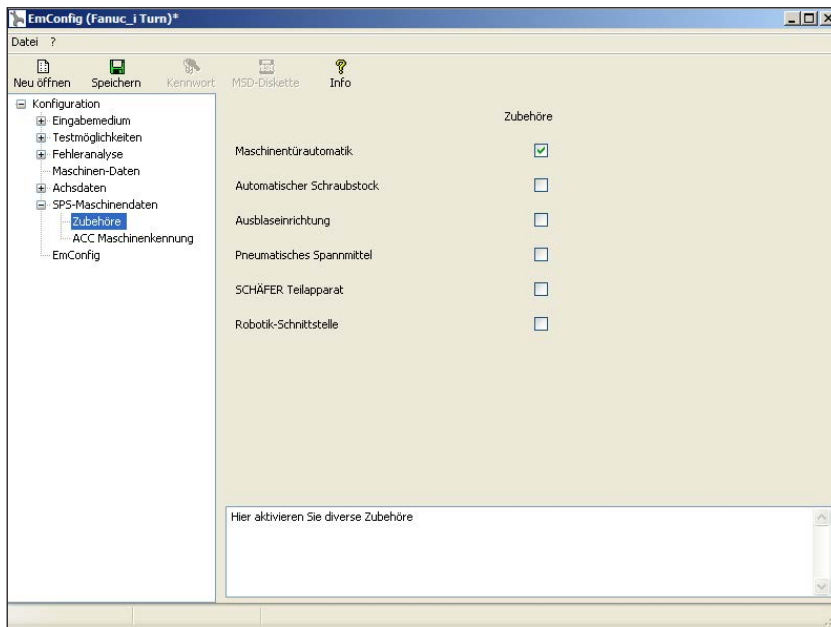 EmConfig (Fanuc_i Turn)*
Datei ?
Neu öffnen Speichern Kennwort MSD-Diskette Info
Konfiguration
Eingabemedium
Testmöglichkeiten
Fehleranalyse
Maschinen-Daten
Achsdaten
SPS-Maschinendaten
Zubehöre
ACC Maschinenkennung
EmConfig
Zubehöre
Maschinentürautomatik
Automatischer Schraubstock
Ausblaseinrichtung
Pneumatisches Spannmittel
SCHÄFER Teilapparat
Robotik-Schnittstelle
Hier aktivieren Sie diverse Zubehöre